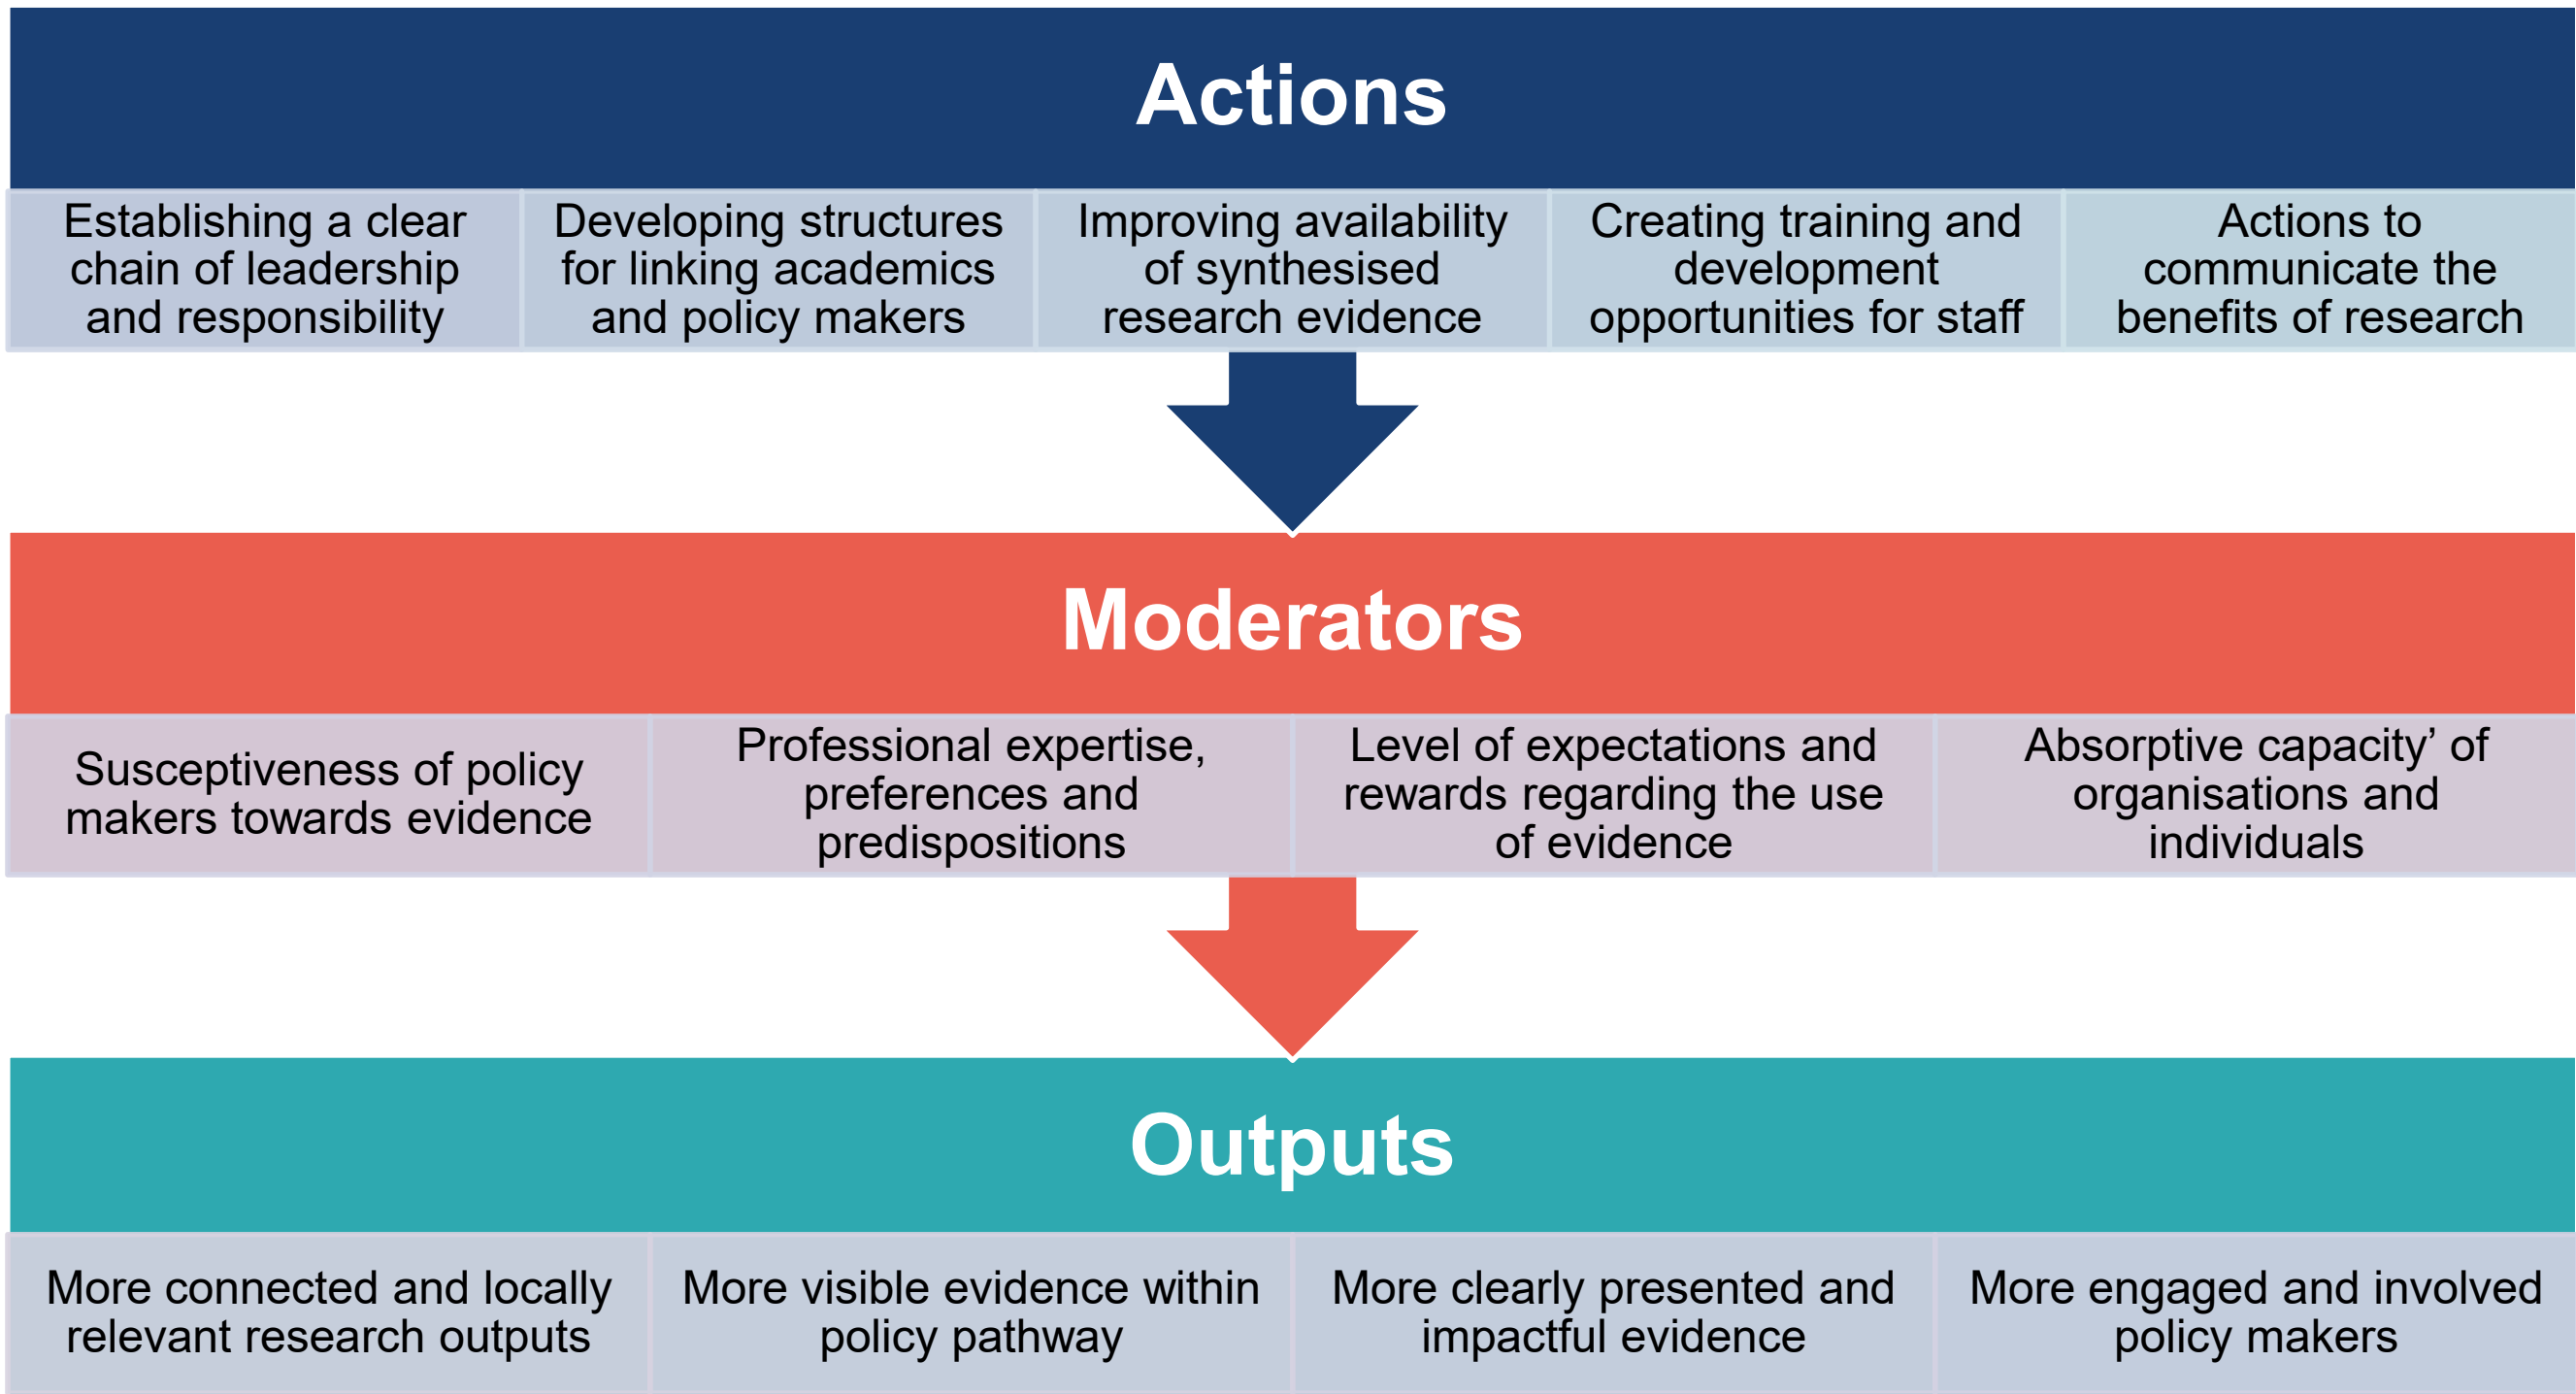 Actions
Establishing a clear
chain of leadership
and responsibility
Developing structures
for linking academics
and policy makers
Improving availability
of synthesised
research evidence
Creating training and
development
opportunities for staff
Actions to
communicate the
benefits of research
Moderators
Susceptiveness of policy
makers towards evidence
Professional expertise,
preferences and
predispositions
Level of expectations and
rewards regarding the use
of evidence
Absorptive capacity’ of
organisations and
individuals
Outputs
More connected and locally
relevant research outputs
More visible evidence within
policy pathway
More clearly presented and
impactful evidence
More engaged and involved
policy makers